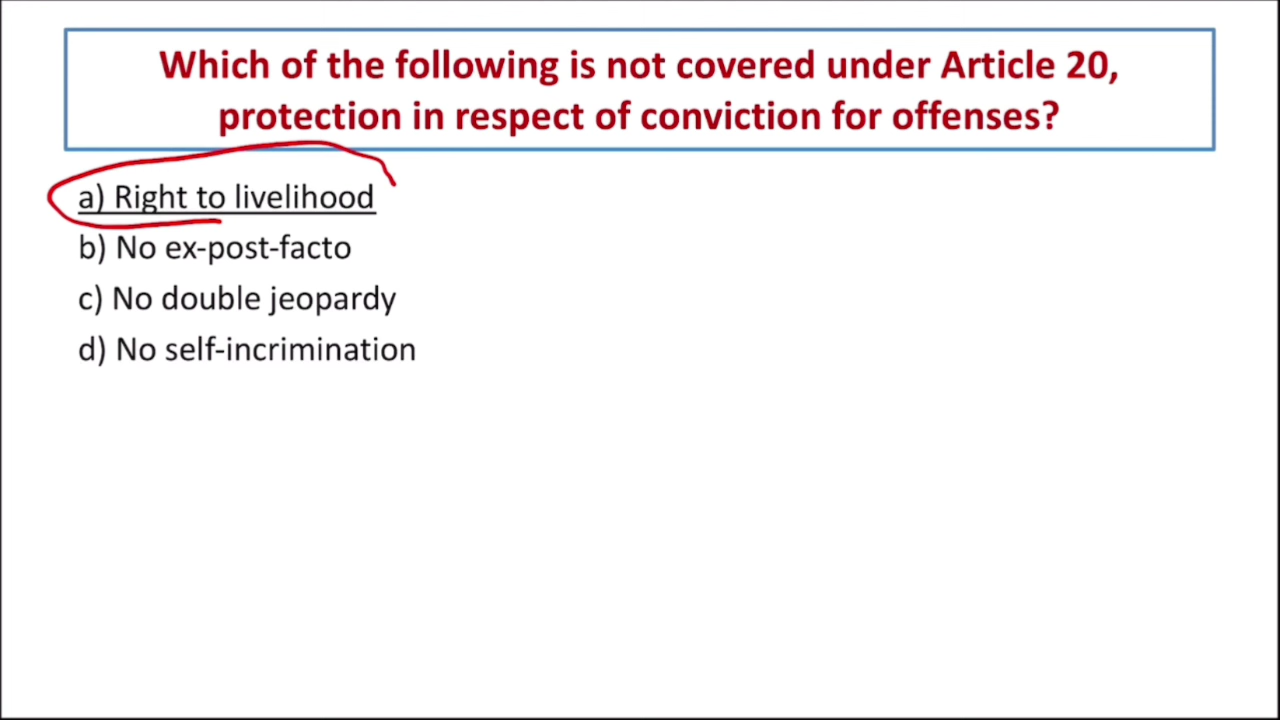 Which of the following is not covered under Article 20,
protection in respect of conviction for offenses?
a) Right to livelihood
b) No ex-post-facto
c) No double jeopardy
d) No self-incrimination